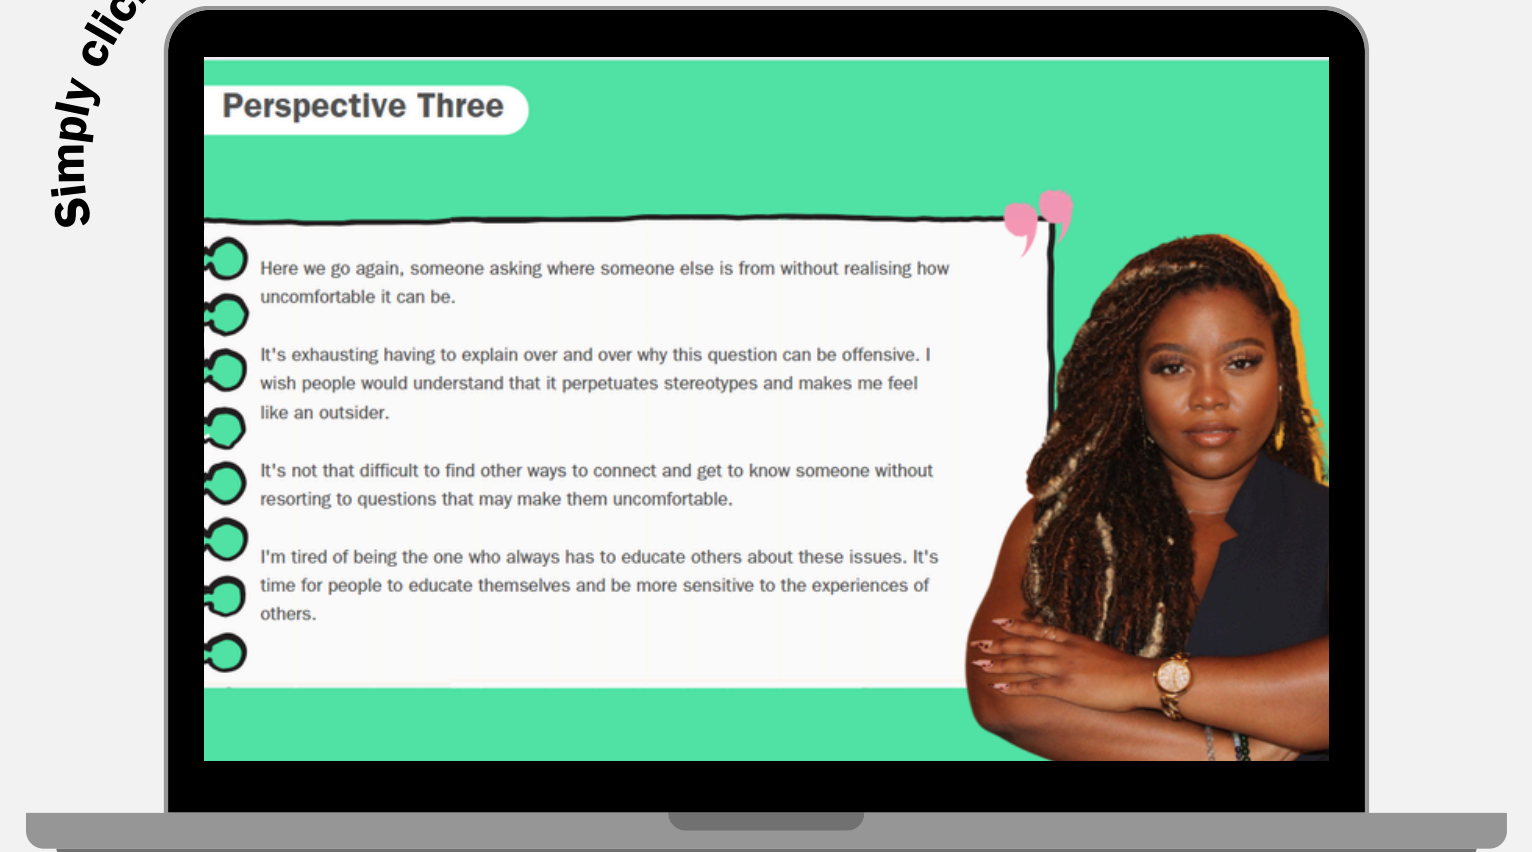 Simply
Perspective Three
Here we go again, someone asking where someone else is from without realising how
uncomfortable it can be.
It's exhausting having to explain over and over why this question can be offensive. I
wish people would understand that it perpetuates stereotypes and makes me feel
like an outsider.
It's not that difficult to find other ways to connect and get to know someone without
resorting to questions that may make them uncomfortable.
I'm tired of being the one who always has to educate others about these issues. It's
time for people to educate themselves and be more sensitive to the experiences of
others.